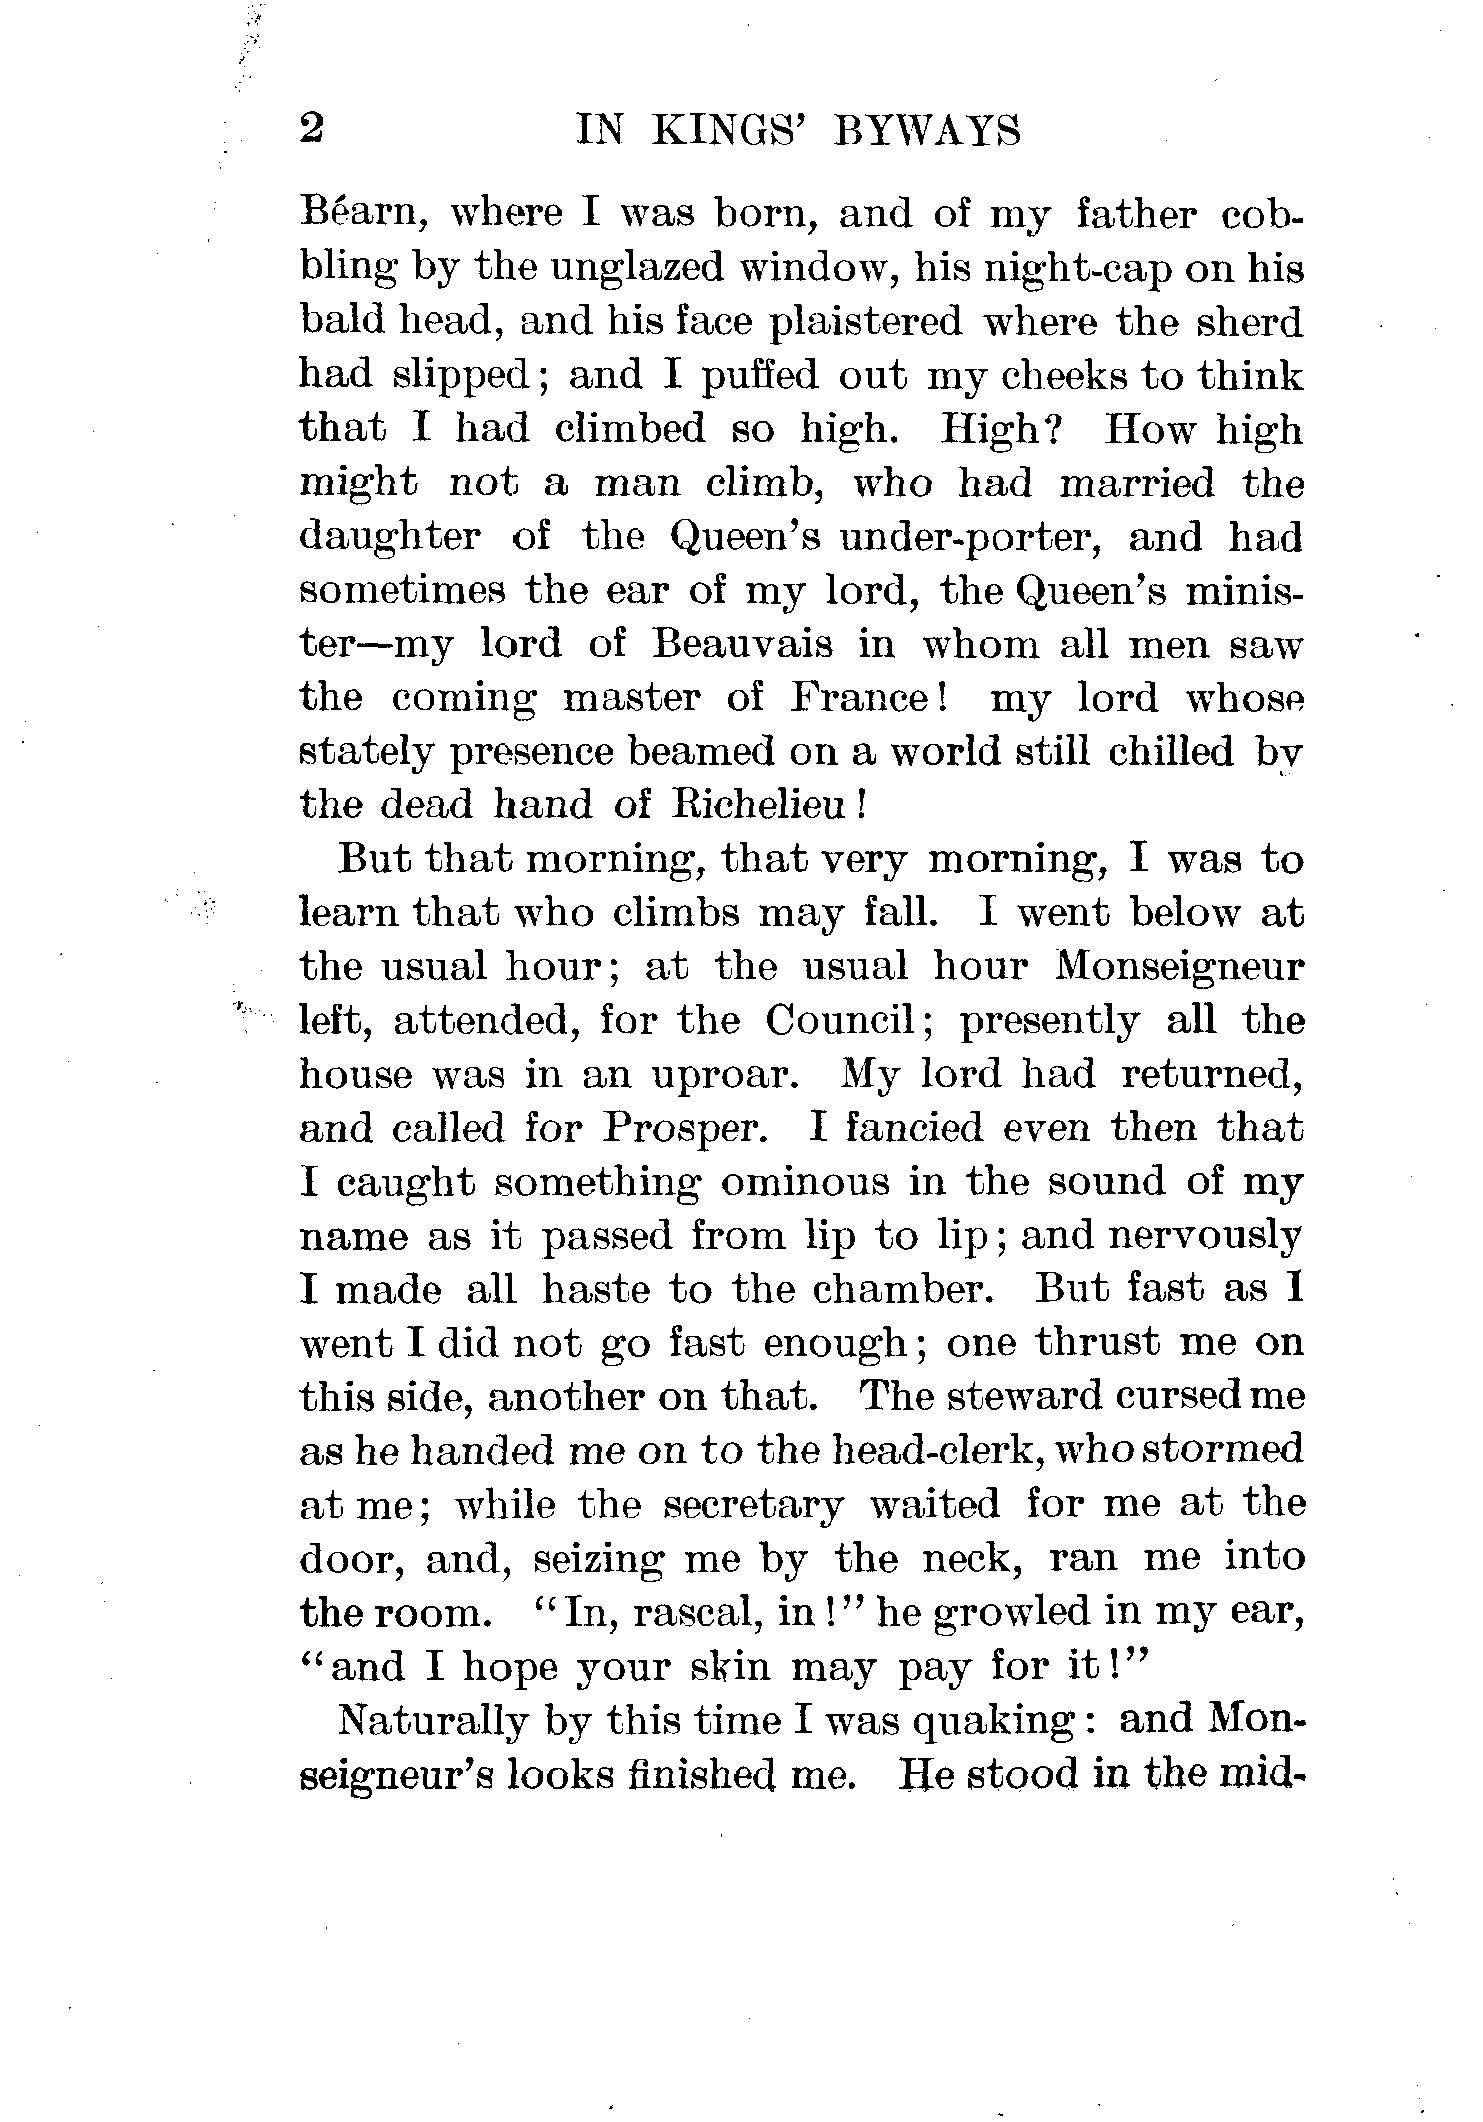 2 IN KINGS' BYWAYS
Béarn, where I was born, and of my father cob-
bling by the unglazed window, his night-cap on his
bald head, and his face plaistered where the sherd
had slipped; and I puffed out my cheeks to think
that I had climbed so high. High? How high
might not a man climb, who had married the
daughter of the Queen's under-porter, and had
sometimes the ear of my lord, the Queen's minis-
ter—my lord of Beauvais in whom all men saw
the coming master of France! my lord whose
stately presence beamed on a world still chilled by
the dead hand of Richelieu!
But that morning, that very morning, I was to
learn that who climbs may fall. I went below at
the usual hour; at the usual hour Monseigneur
left, attended, for the Council; presently all the
house was in an uproar. My lord had returned,
and called for Prosper. I fancied even then that
I caught something ominous in the sound of my
name as it passed from lip to lip; and nervously
I made all haste to the chamber. But fast as I
went I did not go fast enough; one thrust me on
this side, another on that. The steward cursed me
as he handed me on to the head-clerk, who stormed
at me; while the secretary waited for me at the
door, and, seizing me by the neck, ran me into
the room. "In, rascal, in!" he growled in my ear,
"and I hope your skin may pay for it!"
Naturally by this time I was quaking: and Mon-
seigneur's looks finished me. He stood in the mid-